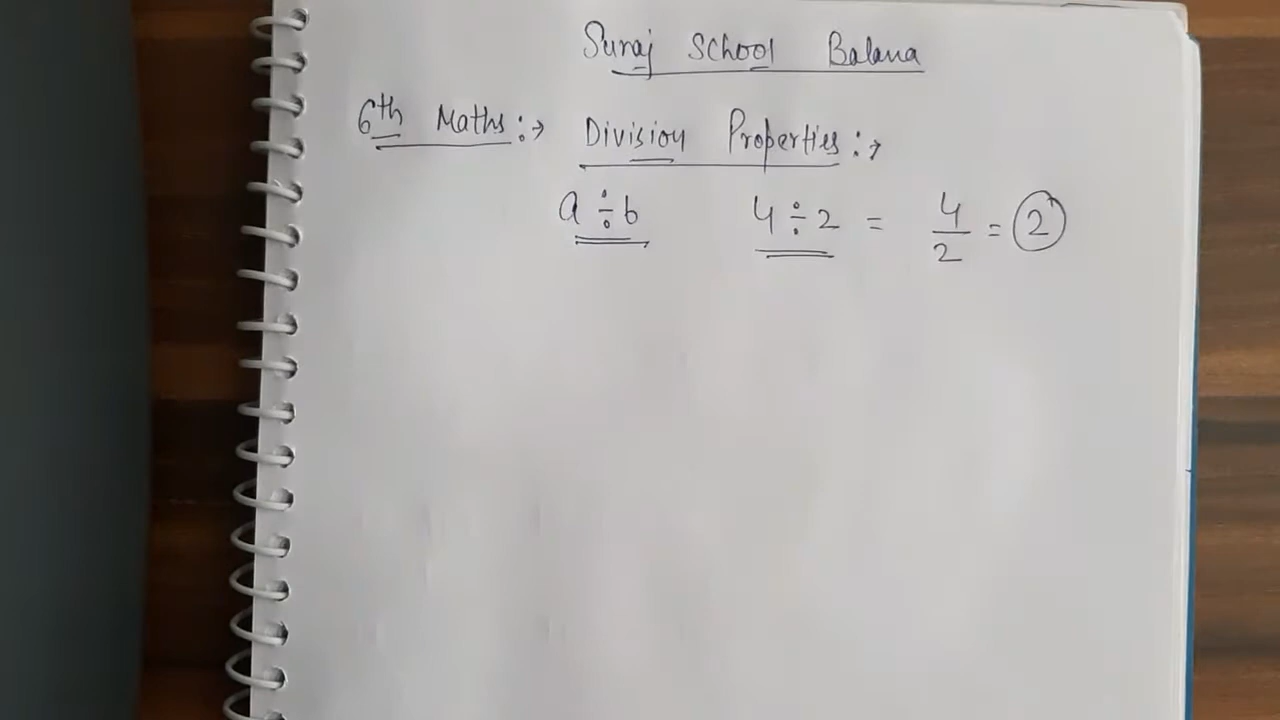 Suraj School Balana
6th Maths:→ Division Properties:→
a ÷ b 4 ÷ 2 = 4/2 = 2